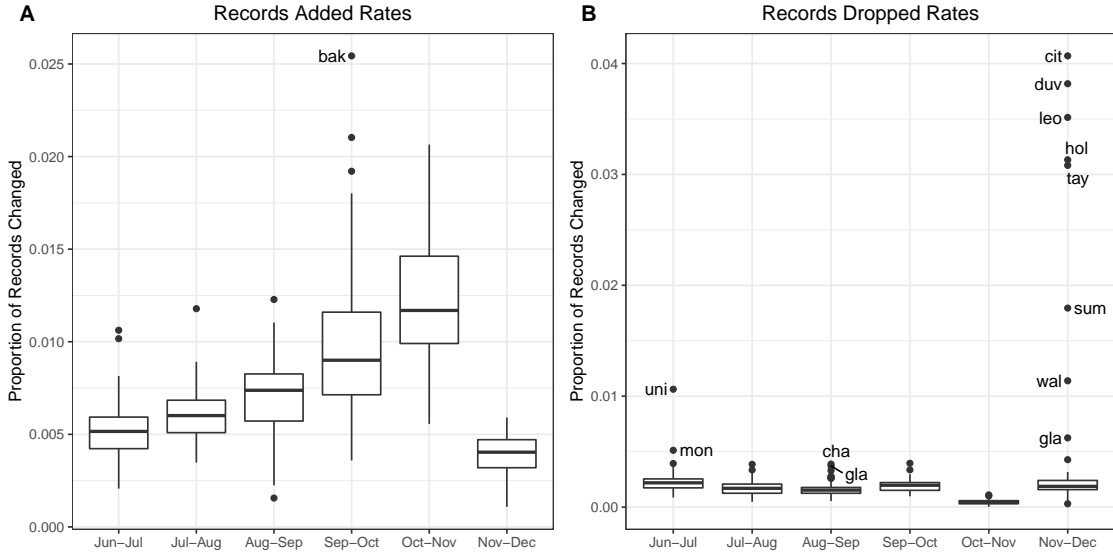 A
Records Added Rates
Proportion of Records Changed
0.025
0.020
0.015
0.010
0.005
0.000
bak
Jun–Jul
Jul–Aug
Aug–Sep
Sep–Oct
Oct–Nov
Nov–Dec
B
Records Dropped Rates
Proportion of Records Changed
0.04
0.03
0.02
0.01
0.00
cit
duv
leo
hol
tay
sum
wal
gla
uni
mon
cha
gla
Jun–Jul
Jul–Aug
Aug–Sep
Sep–Oct
Oct–Nov
Nov–Dec